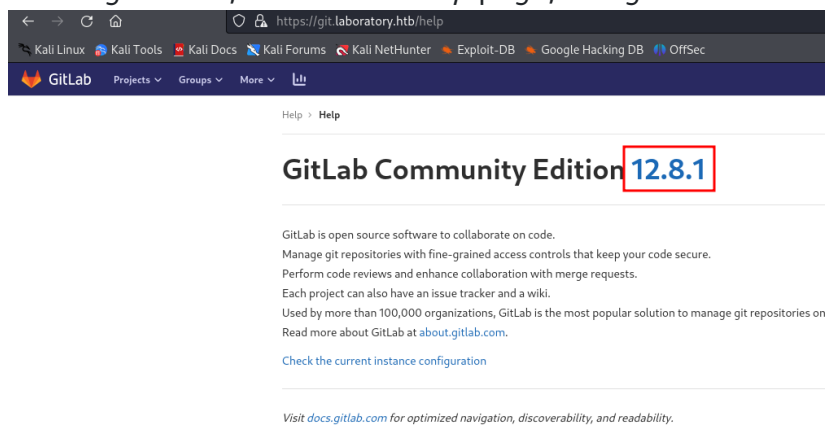 https://git.laboratory.htb/help
Kali Linux Kali Tools Kali Docs Kali Forums Kali NetHunter Exploit-DB Google Hacking DB OffSec
GitLab Projects Groups More
Help > Help
GitLab Community Edition 12.8.1
GitLab is open source software to collaborate on code.
Manage git repositories with fine-grained access controls that keep your code secure.
Perform code reviews and enhance collaboration with merge requests.
Each project can also have an issue tracker and a wiki.
Used by more than 100,000 organizations, GitLab is the most popular solution to manage git repositories on
Read more about GitLab at about.gitlab.com.
Check the current instance configuration
Visit docs.gitlab.com for optimized navigation, discoverability, and readability.